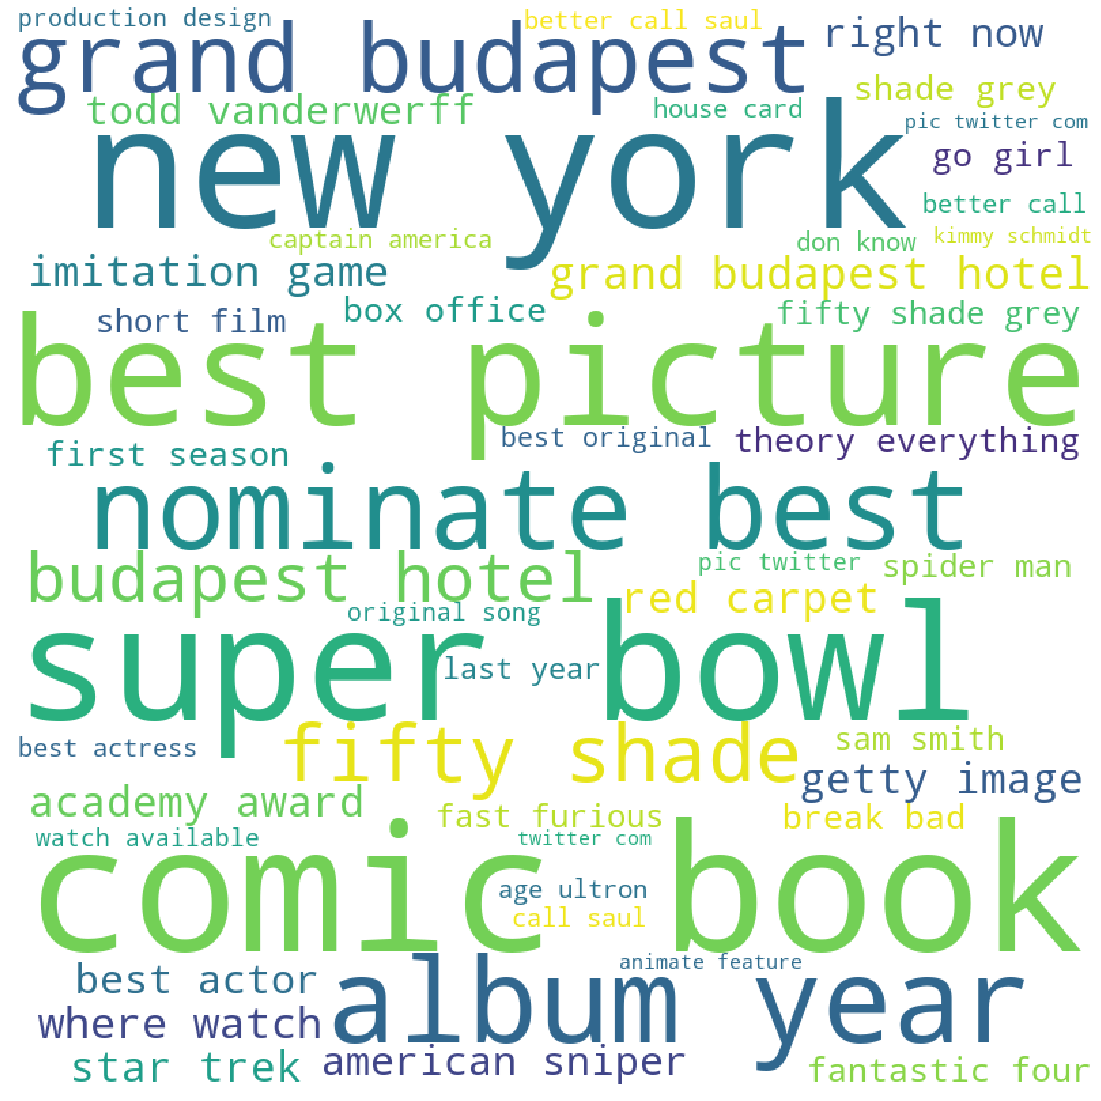 production design
better call saul
grand budapest
right now
todd vanderwerff
house card
shade grey
pic twitter com
new york
go girl
better call
captain america
don know
kimmy schmidt
imitation game
grand budapest hotel
short film
box office
fifty shade grey
best picture
first season
best original
theory everything
nominate best
budapest hotel
pic twitter
spider man
original song
red carpet
super bowl
last year
best actress
fifty shade
sam smith
academy award
getty image
watch available
fast furious
break bad
twitter com
comic book
age ultron
call saul
best actor
album year
animate feature
where watch
star trek
american sniper
fantastic four